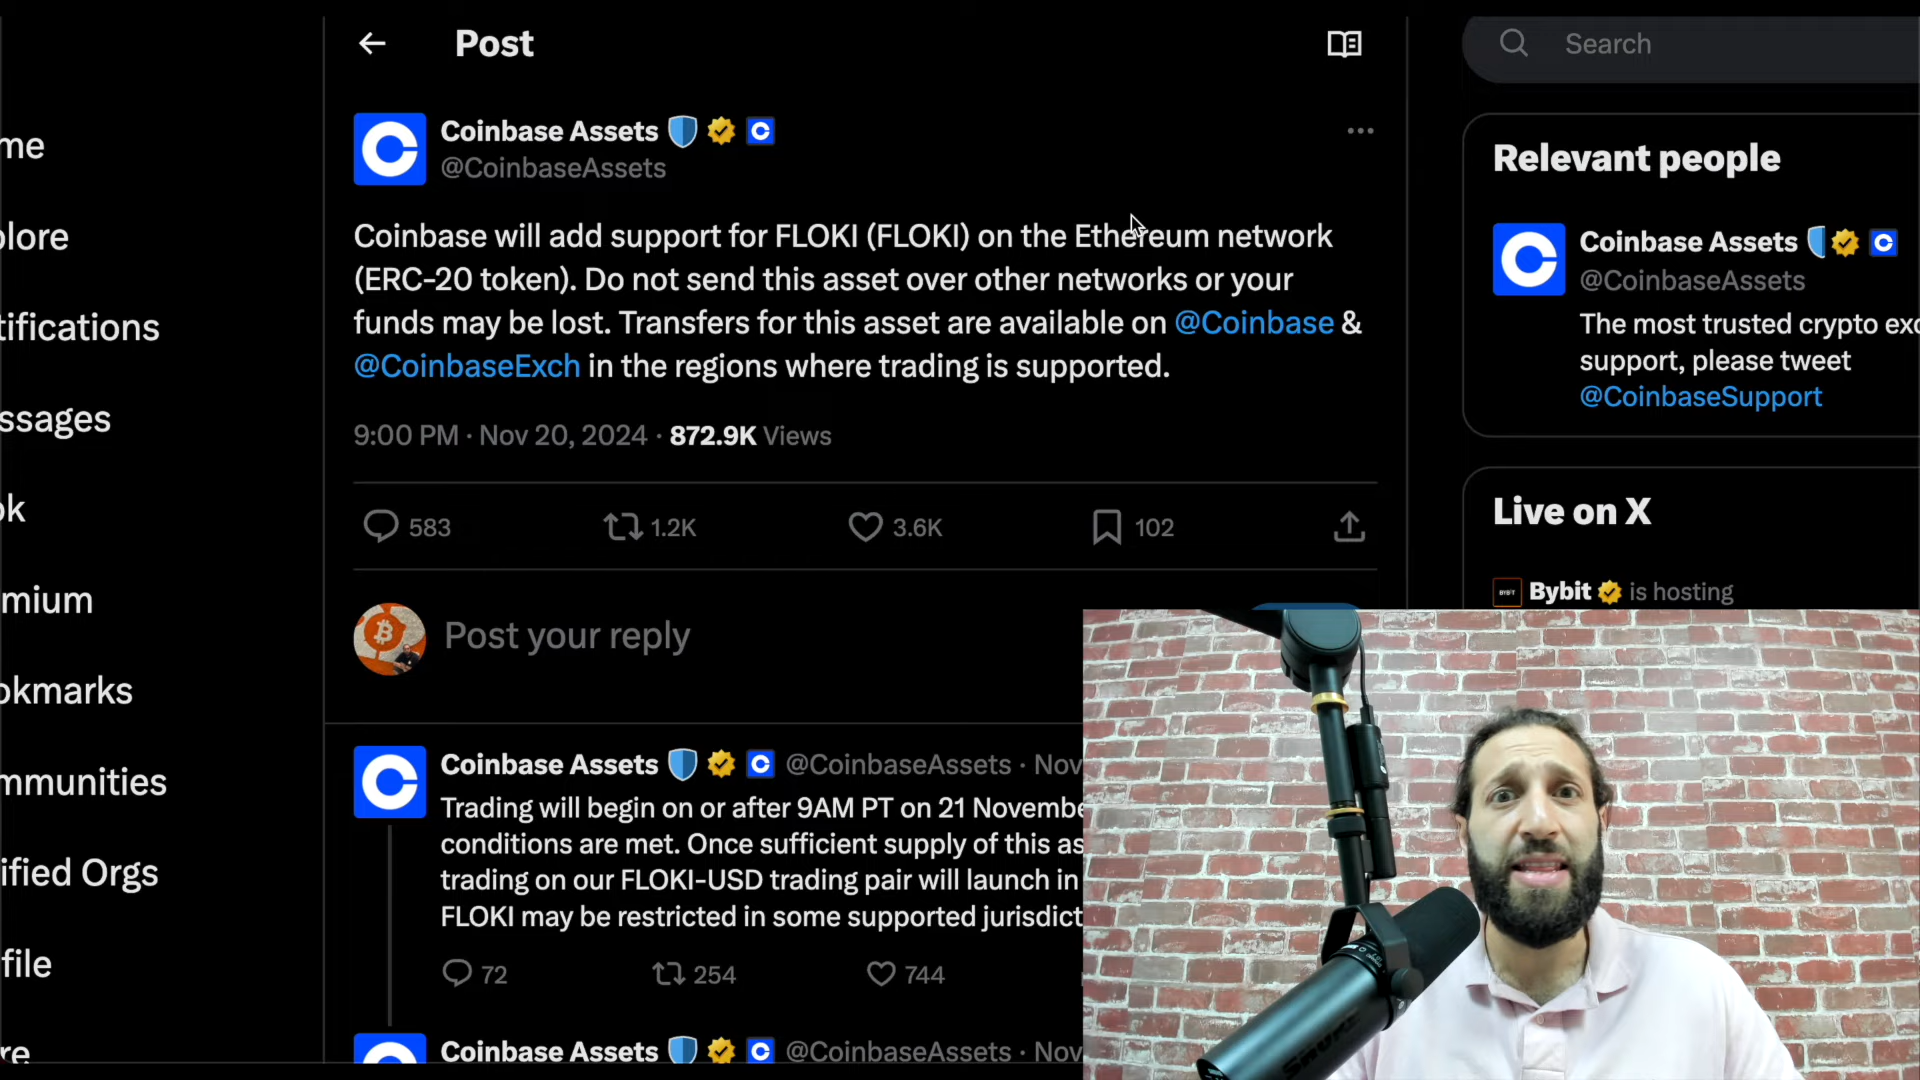 Post
Search
me
lore
tifications
ssages
ok
mium
okmarks
mmunities
ified Orgs
file
re
Coinbase Assets
@CoinbaseAssets
Coinbase will add support for FLOKI (FLOKI) on the Ethereum network
(ERC-20 token). Do not send this asset over other networks or your
funds may be lost. Transfers for this asset are available on @Coinbase &
@CoinbaseExch in the regions where trading is supported.
9:00 PM · Nov 20, 2024 · 872.9K Views
583 1.2K 3.6K 102
Post your reply
Coinbase Assets @CoinbaseAssets · Nov
Trading will begin on or after 9AM PT on 21 Novembe
conditions are met. Once sufficient supply of this as
trading on our FLOKI-USD trading pair will launch in
FLOKI may be restricted in some supported jurisdict
72 254 744
Coinbase Assets @CoinbaseAssets · Nov
Relevant people
Coinbase Assets
@CoinbaseAssets
The most trusted crypto exc
support, please tweet
@CoinbaseSupport
Live on X
Bybit is hosting
SHURE